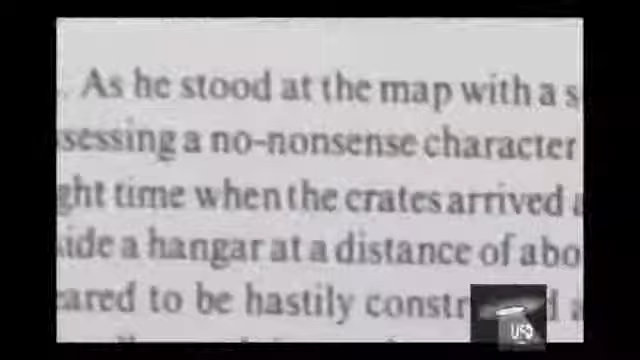 . As he stood at the map with a s
ssessing a no-nonsense character
ght time when the crates arrived a
side a hangar at a distance of abo
eared to be hastily constr
UFO